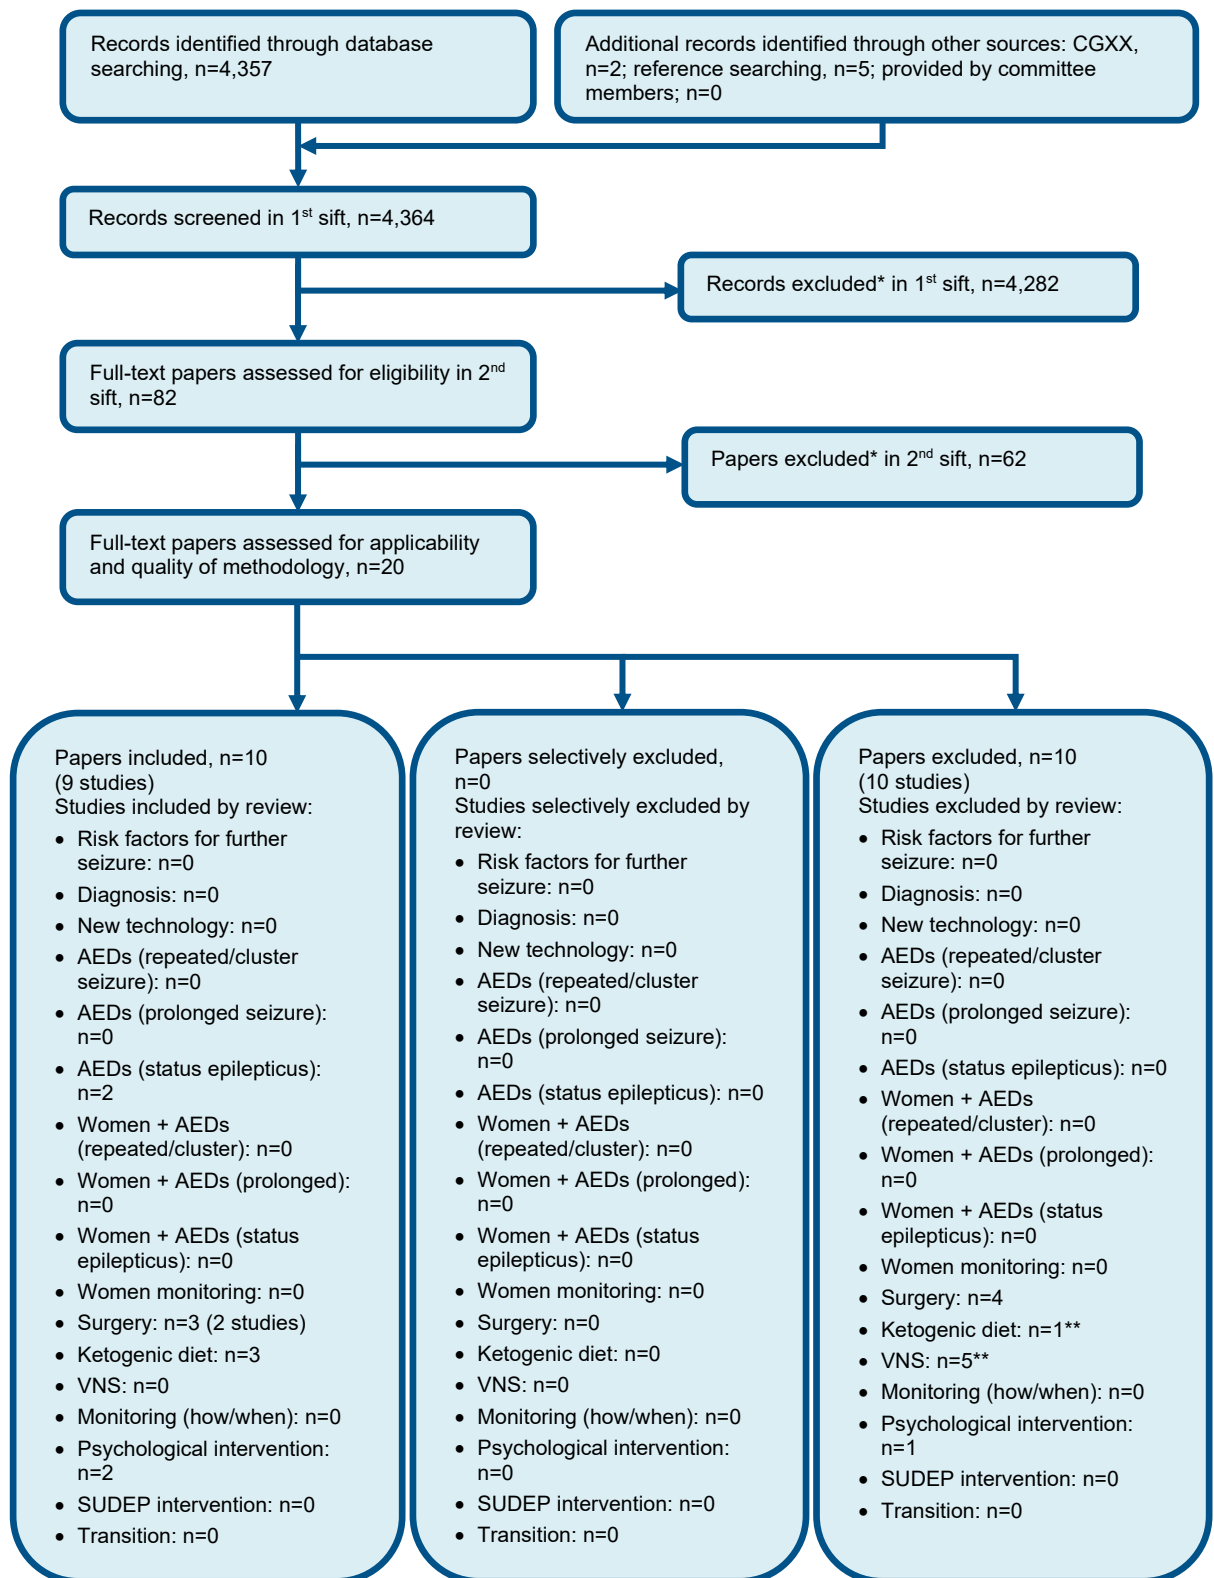 Records identified through database
searching, n=4,357
Additional records identified through other sources: CGXX,
n=2; reference searching, n=5; provided by committee
members; n=0
Records screened in 1st sift, n=4,364
Records excluded* in 1st sift, n=4,282
Full-text papers assessed for eligibility in 2nd
sift, n=82
Papers excluded* in 2nd sift, n=62
Full-text papers assessed for applicability
and quality of methodology, n=20
Papers included, n=10
(9 studies)
Studies included by review:
• Risk factors for further
seizure: n=0
• Diagnosis: n=0
• New technology: n=0
• AEDs (repeated/cluster
seizure): n=0
• AEDs (prolonged seizure):
n=0
• AEDs (status epilepticus):
n=2
• Women + AEDs
(repeated/cluster): n=0
• Women + AEDs (prolonged):
n=0
• Women + AEDs (status
epilepticus): n=0
• Women monitoring: n=0
• Surgery: n=3 (2 studies)
• Ketogenic diet: n=3
• VNS: n=0
• Monitoring (how/when): n=0
• Psychological intervention:
n=2
• SUDEP intervention: n=0
• Transition: n=0
Papers selectively excluded,
n=0
Studies selectively excluded by
review:
• Risk factors for further
seizure: n=0
• Diagnosis: n=0
• New technology: n=0
• AEDs (repeated/cluster
seizure): n=0
• AEDs (prolonged seizure):
n=0
• AEDs (status epilepticus): n=0
• Women + AEDs
(repeated/cluster): n=0
• Women + AEDs (prolonged):
n=0
• Women + AEDs (status
epilepticus): n=0
• Women monitoring: n=0
• Surgery: n=0
• Ketogenic diet: n=0
• VNS: n=0
• Monitoring (how/when): n=0
• Psychological intervention:
n=0
• SUDEP intervention: n=0
• Transition: n=0
Papers excluded, n=10
(10 studies)
Studies excluded by review:
• Risk factors for further
seizure: n=0
• Diagnosis: n=0
• New technology: n=0
• AEDs (repeated/cluster
seizure): n=0
• AEDs (prolonged seizure):
n=0
• AEDs (status epilepticus): n=0
• Women + AEDs
(repeated/cluster): n=0
• Women + AEDs (prolonged):
n=0
• Women + AEDs (status
epilepticus): n=0
• Women monitoring: n=0
• Surgery: n=4
• Ketogenic diet: n=1**
• VNS: n=5**
• Monitoring (how/when): n=0
• Psychological intervention:
n=1
• SUDEP intervention: n=0
• Transition: n=0